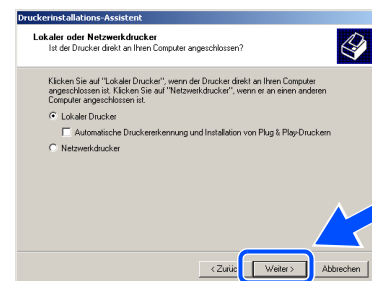 Druckerinstallations-Assistent
Lokaler oder Netzwerkdrucker
Ist der Drucker direkt an Ihren Computer angeschlossen?
Klicken Sie auf "Lokaler Drucker", wenn der Drucker direkt an Ihren Computer
angeschlossen ist. Klicken Sie auf "Netzwerkdrucker", wenn er an einen anderen
Computer angeschlossen ist.
Lokaler Drucker
Automatische Druckererkennung und Installation von Plug & Play-Druckern
Netzwerkdrucker
< Zurüc Weiter > Abbrechen